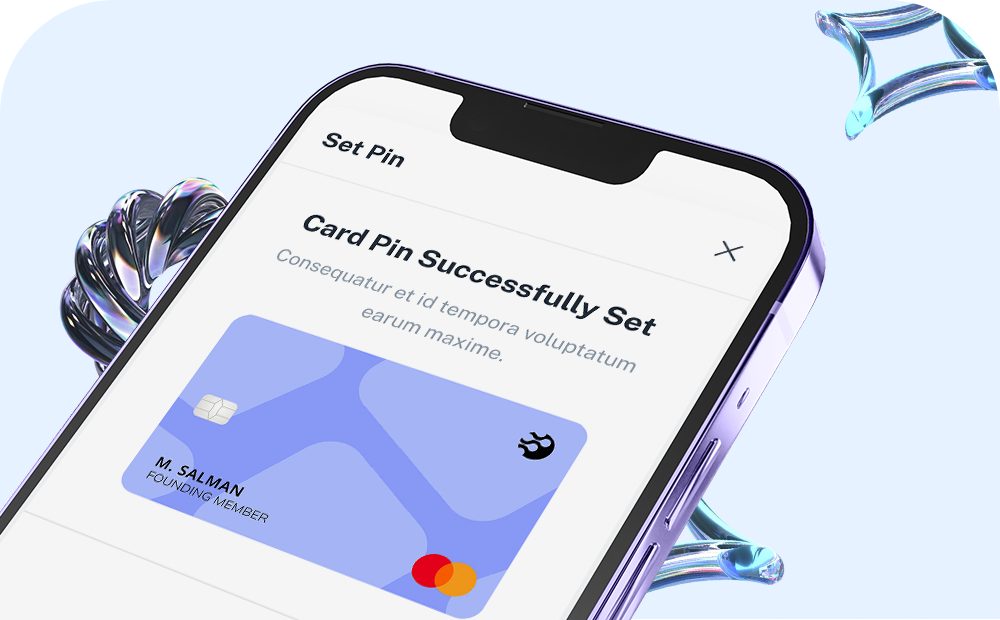 Set Pin
Card Pin Successfully Set
Consequatur et id tempora voluptatum
earum maxime.
M. SALMAN
FOUNDING MEMBER